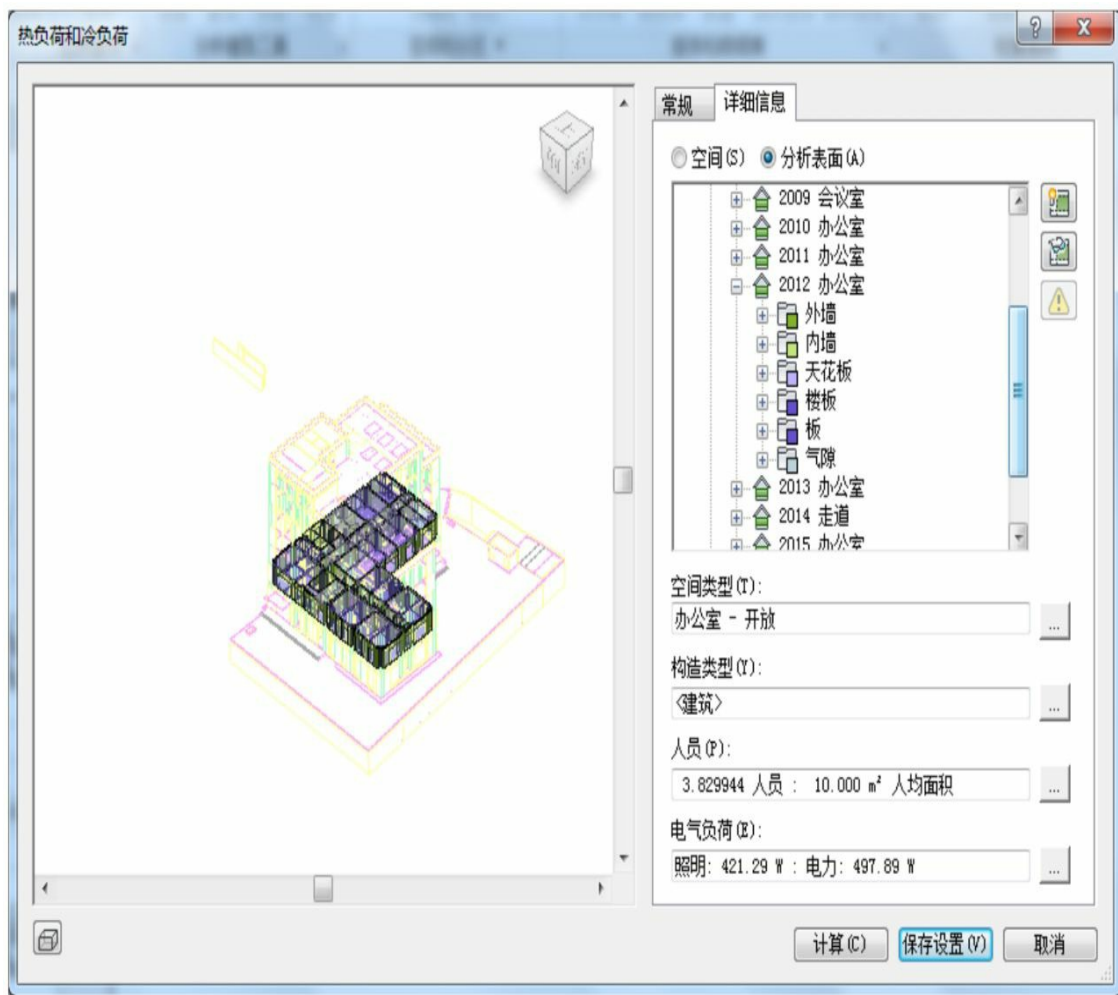 热负荷和冷负荷
常规 详细信息
空间(S) 分析表面(A)
2009 会议室
2010 办公室
2011 办公室
2012 办公室
外墙
内墙
天花板
楼板
板
气隙
2013 办公室
2014 走道
2015 办公室
空间类型(T):
办公室 - 开放
...
构造类型(Y):
<建筑>
...
人员(P):
3.829944 人员 : 10.000 m² 人均面积
...
电气负荷(E):
照明: 421.29 W : 电力: 497.89 W
...
计算(C) 保存设置(V) 取消